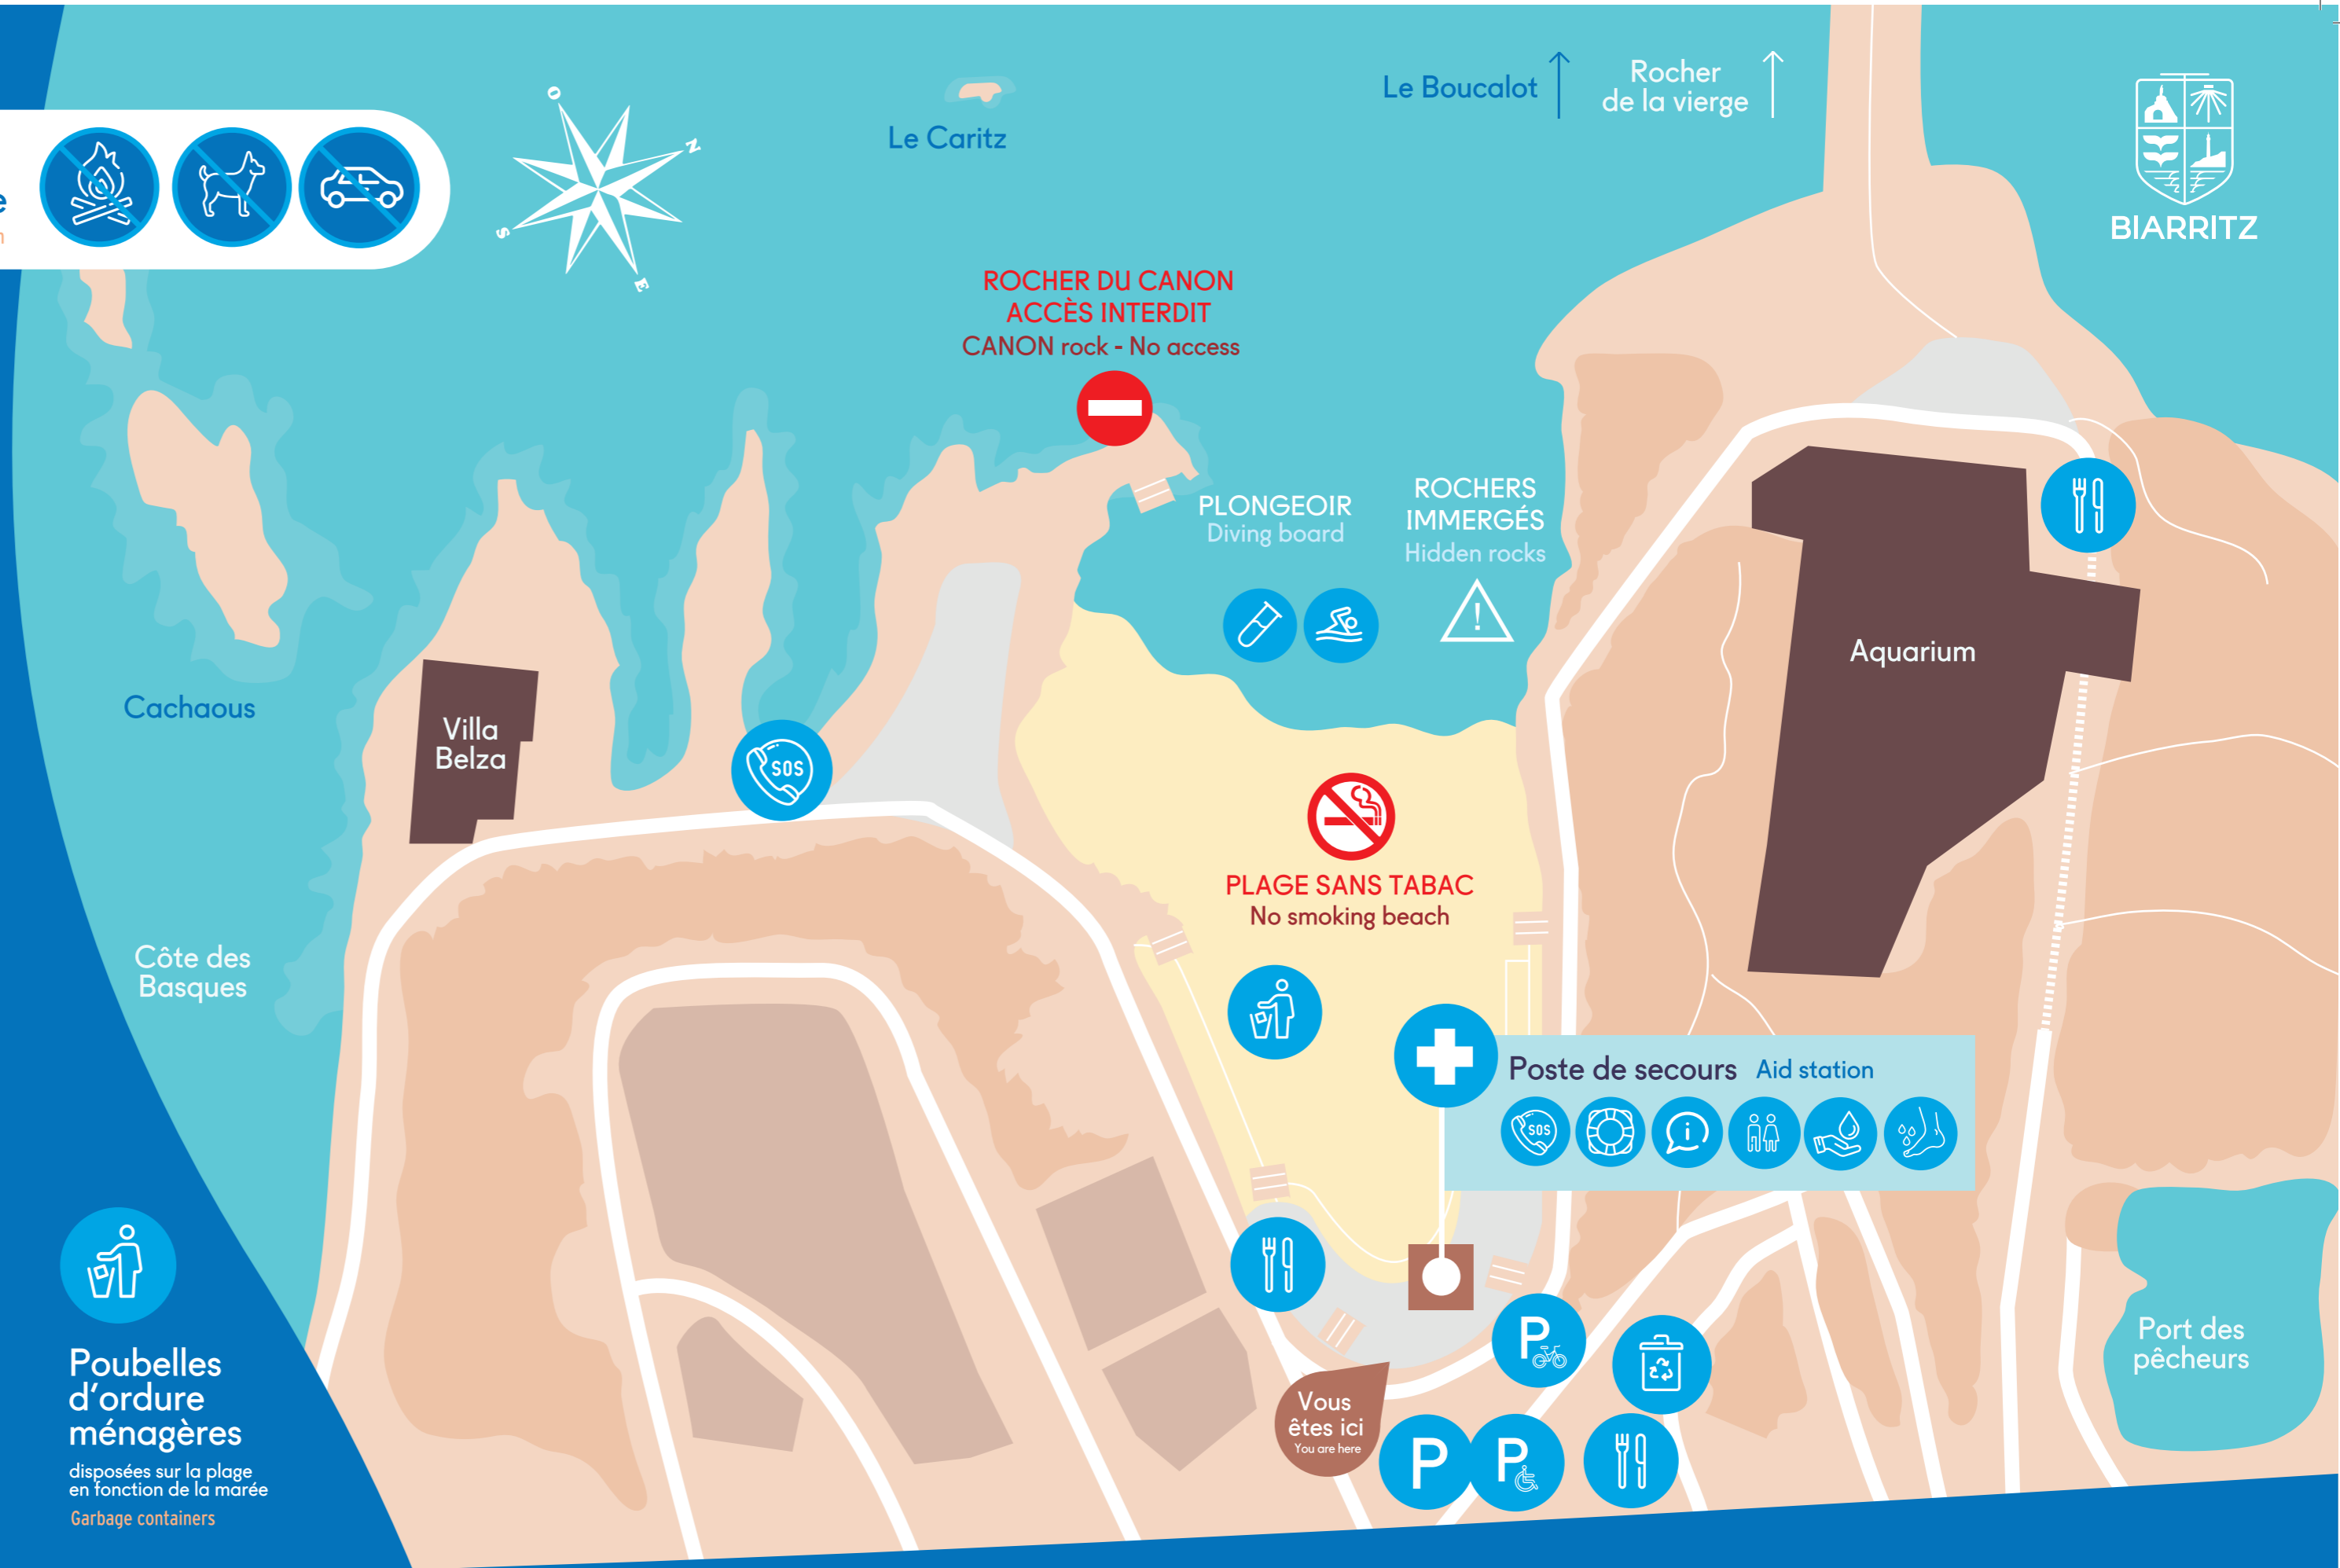 O
N
S
E
Le Caritz
Le Boucalot
Rocher
de la vierge
BIARRITZ
ROCHER DU CANON
ACCÈS INTERDIT
CANON rock - No access
PLONGEOIR
Diving board
ROCHERS
IMMERGÉS
Hidden rocks
!
Aquarium
Cachaous
Villa
Belza
SOS
PLAGE SANS TABAC
No smoking beach
Côte des
Basques
Poste de secours Aid station
SOS
i
Poubelles
d'ordure
ménagères
disposées sur la plage
en fonction de la marée
Garbage containers
Vous
êtes ici
You are here
P
P
P
Port des
pêcheurs